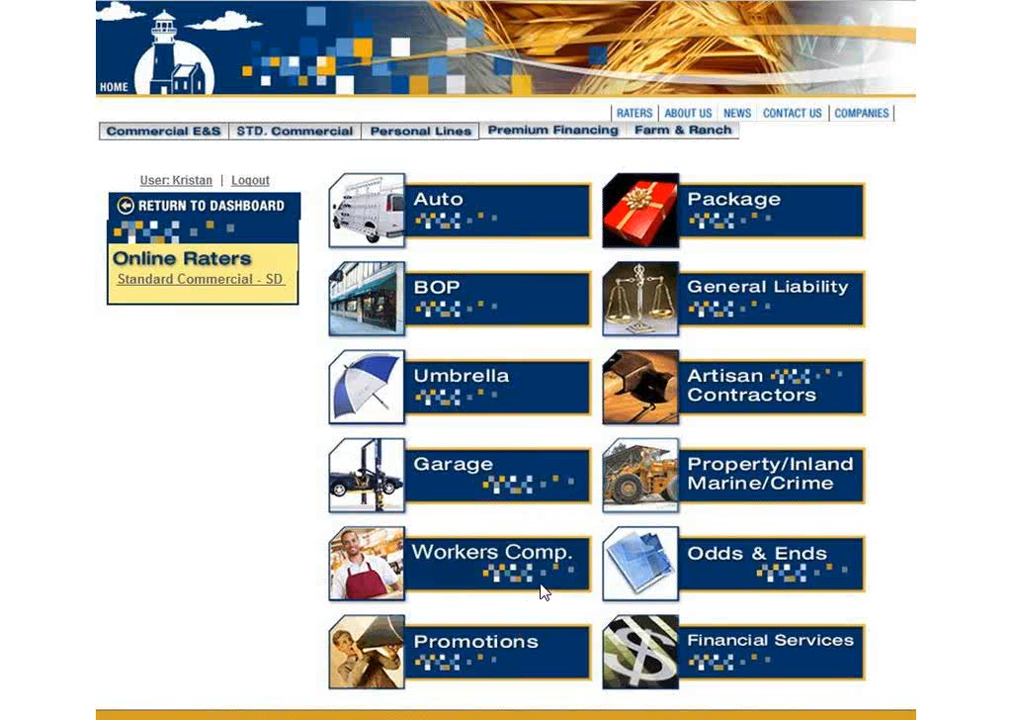 HOME
RATERS | ABOUT US | NEWS | CONTACT US | COMPANIES |
Commercial E&S | STD. Commercial | Personal Lines | Premium Financing | Farm & Ranch
User: Kristan | Logout
RETURN TO DASHBOARD
Online Raters
Standard Commercial - SD
Auto
Package
BOP
General Liability
Umbrella
Artisan
Contractors
Garage
Property/Inland
Marine/Crime
Workers Comp.
Odds & Ends
Promotions
Financial Services